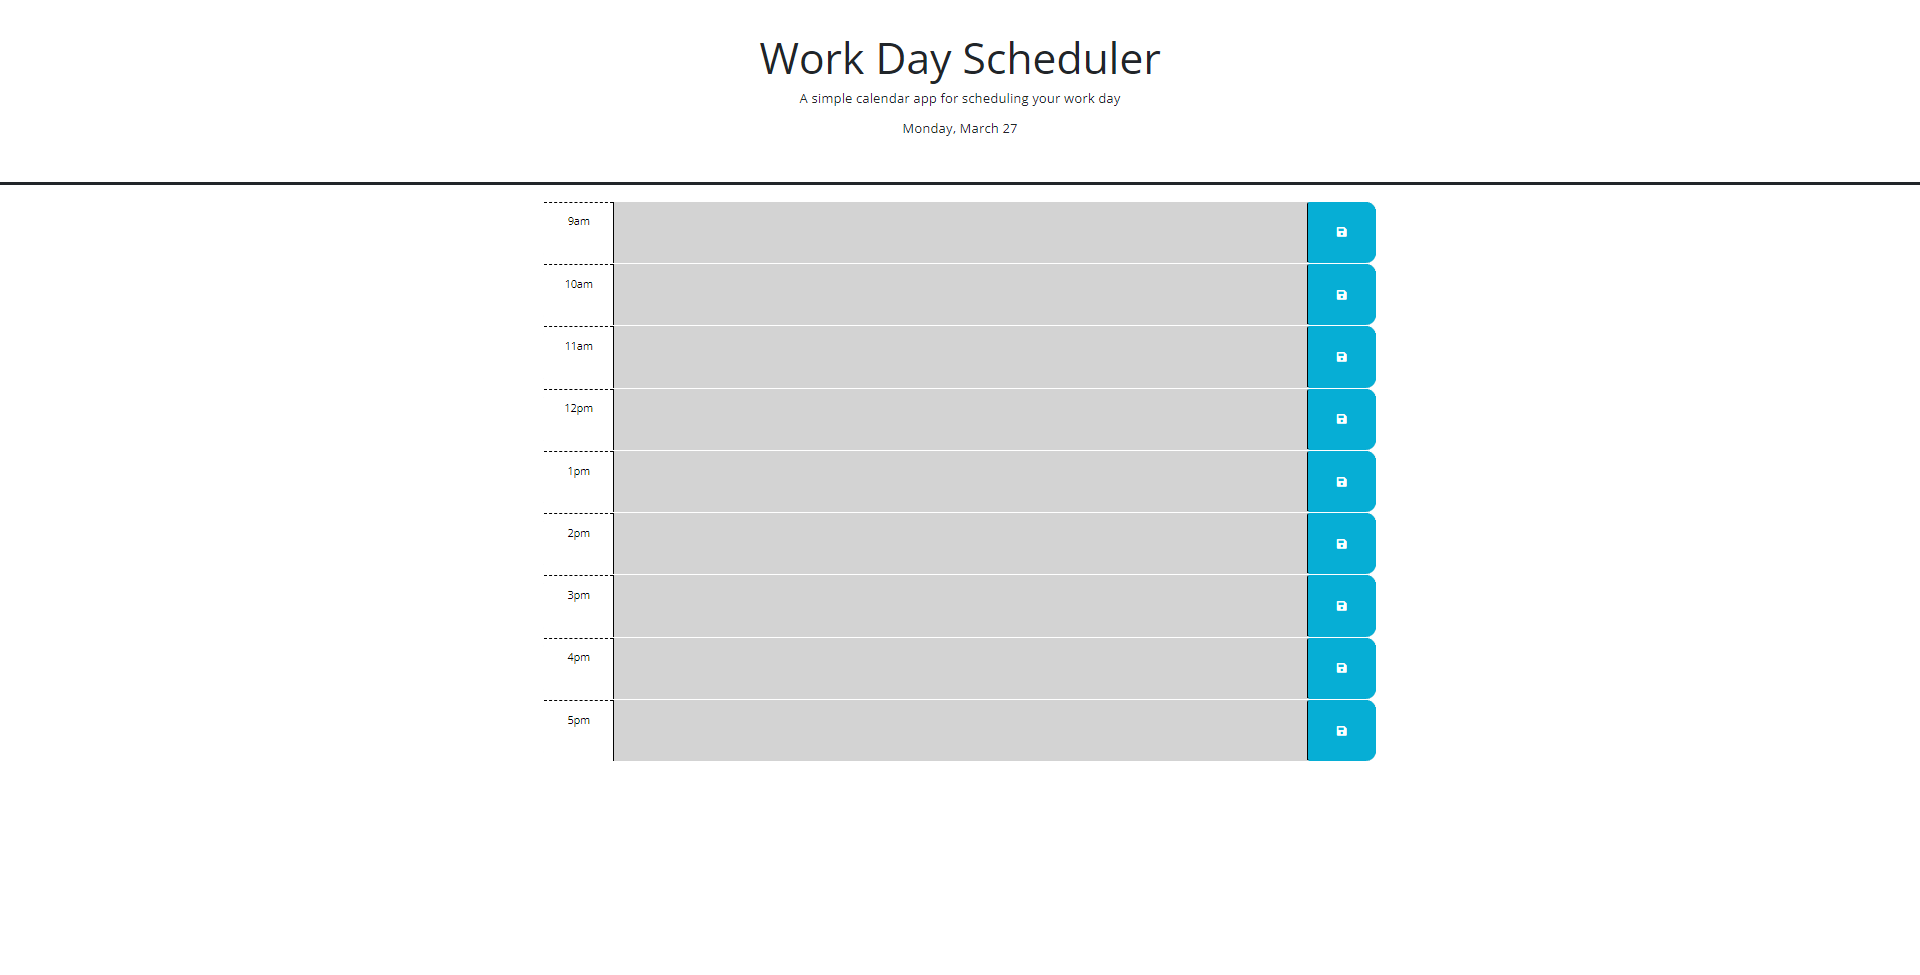 Work Day Scheduler
A simple calendar app for scheduling your work day
Monday, March 27
9am
10am
11am
12pm
1pm
2pm
3pm
4pm
5pm